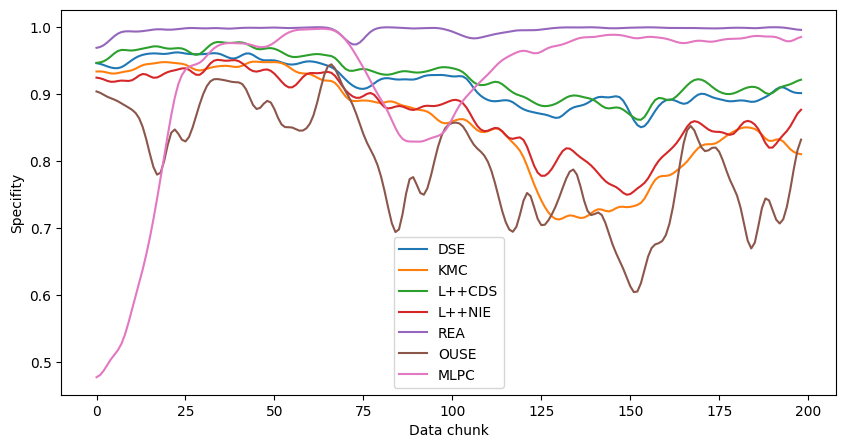 1.0
0.9
0.8
0.7
0.6
0.5
Specifity
DSE
KMC
L++CDS
L++NIE
REA
OUSE
MLPC
0 25 50 75 100 125 150 175 200
Data chunk